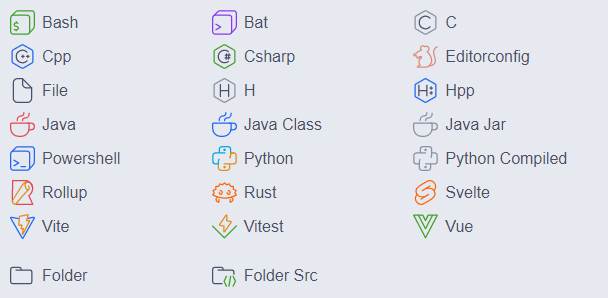 Bash Bat C
Cpp Csharp Editorconfig
File H Hpp
Java Java Class Java Jar
Powershell Python Python Compiled
Rollup Rust Svelte
Vite Vitest Vue
Folder Folder Src